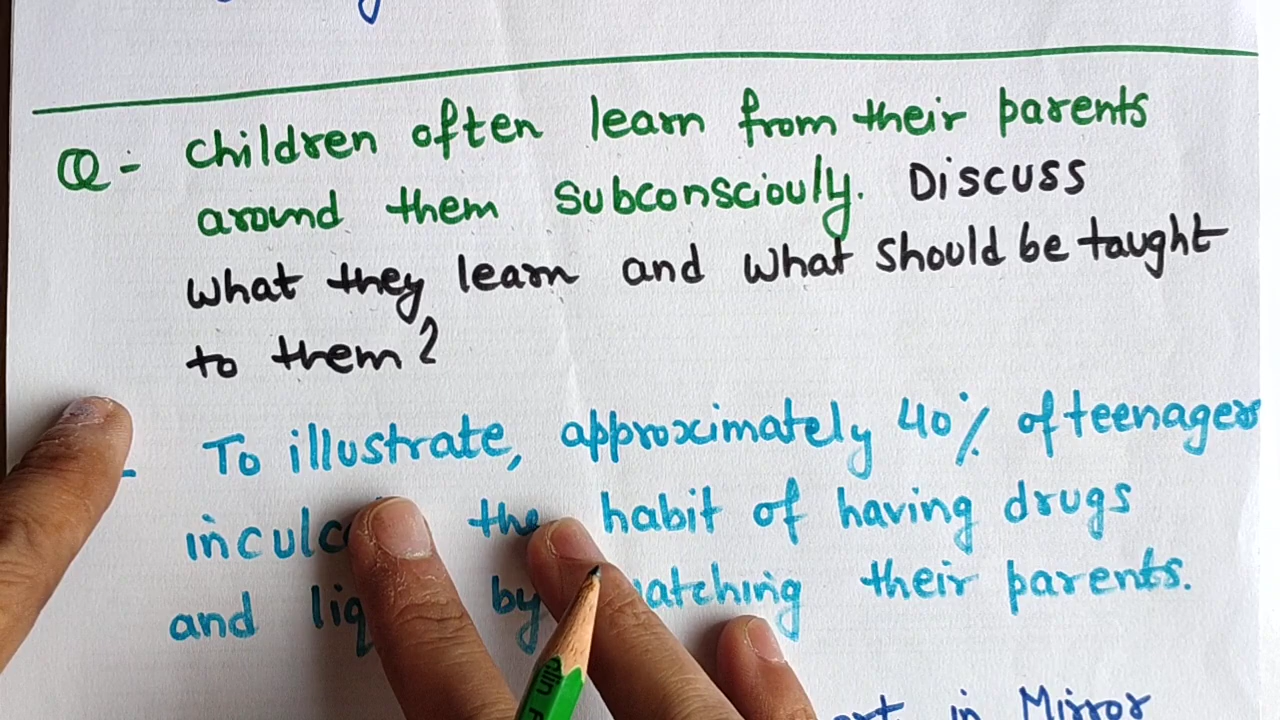 Q- Children often learn from their parents
around them subconsciouly. Discuss
what they learn and what should be taught
to them?
To illustrate, approximately 40% of teenagers
the habit of having drugs
and by their parents.
in Mirror